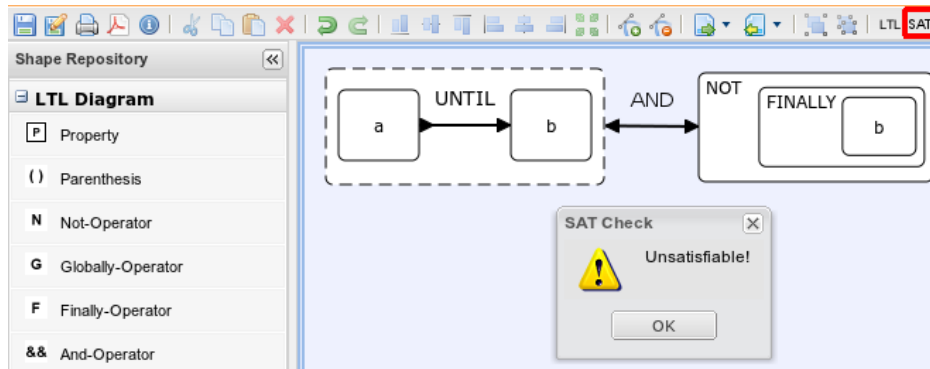 LTL SAT
Shape Repository
LTL Diagram
P Property
( ) Parenthesis
N Not-Operator
G Globally-Operator
F Finally-Operator
&& And-Operator
a
UNTIL
b
AND
NOT
FINALLY
b
SAT Check
Unsatisfiable!
OK